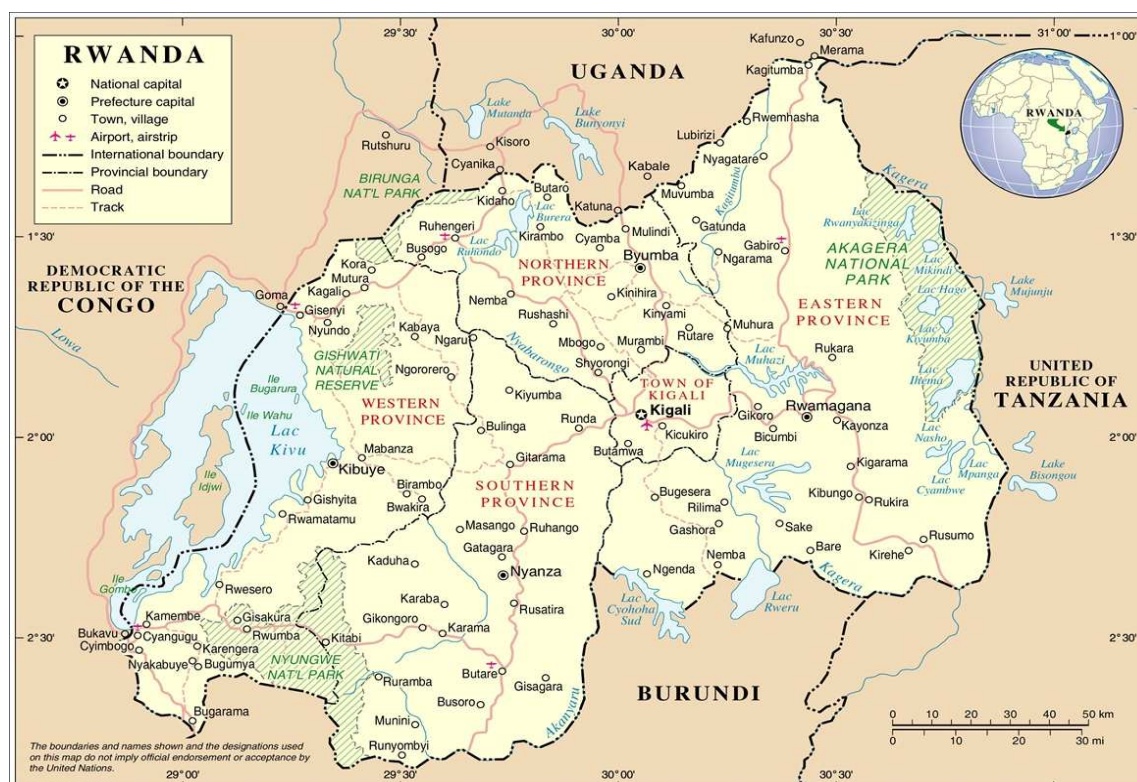 29°30'
30°00'
31°00'
1°00'
RWANDA
National capital
Prefecture capital
Town, village
Airport, airstrip
International boundary
Provincial boundary
Road
Track
Kafunzo
Merama
Kagitumba
UGANDA
Lake
Mutanda
Lake
Bunyonyi
RWANDA
Rutshuru
Kisoro
Rwemhasha
Lubirizi
Cyanika
Nyagatare
BIRUNGA
NAT'L PARK
Kabale
Kagera
Butaro
Kidaho
Muvumba
Kagitumba
Lac
Burera
Katuna
Lac
Rwanyakizinga
Ruhengeri
Kirambo
Mulindi
Gatunda
1°30'
1°30'
Cyamba
Gabiro
Busogo
Lac
Ruhondo
Byumba
Ngarama
AKAGERA
NATIONAL
PARK
Lac
Mikindi
DEMOCRATIC
REPUBLIC OF THE
CONGO
Kora
NORTHERN
PROVINCE
Mutura
Lake
Mujunju
Kagali
Nemba
Kinihira
Lac Hago
Goma
Gisenyi
Kinyami
EASTERN
PROVINCE
Nyundo
Rushashi
Rutare
Muhura
Lac
Kivumba
Lowa
Kabaya
Ngaru
Nyabarongo
Mbogo
Murambi
Rukara
GISHWATI
NATURAL
RESERVE
Shyorongi
Lac
Muhazi
Lac
Ihema
UNITED
REPUBLIC OF
TANZANIA
Ngororero
TOWN OF
KIGALI
Ile
Bugarura
Kiyumba
WESTERN
PROVINCE
Kigali
Gikoro
Rwamagana
Ile Wahu
Runda
Kayonza
Lac
Kivu
Bulinga
Kicukiro
Bicumbi
2°00'
2°00'
Butamwa
Lac
Nasho
Mabanza
Gitarama
Lac
Mugesera
Kigarama
Lac
Mpanga
Kibuye
Lake
Bisongou
Ile
Idjwi
SOUTHERN
PROVINCE
Lac
Cyambwe
Birambo
Bugesera
Kibungo
Gishyita
Bwakira
Rilima
Rukira
Rwamatamu
Masango
Ruhango
Gashora
Sake
Rusumo
Gatagara
Bare
Kirehe
Kaduha
Nemba
Ile
Gombo
Nyanza
Ngenda
Kagera
Rwesero
Lac
Cyohoha
Sud
Lac
Rweru
Karaba
Rusatira
Kamembe
Gisakura
Gikongoro
Bukavu
Cyangugu
Rwumba
Kitabi
Karama
2°30'
2°30'
Cyimbogo
Karengera
Nyakabuye
Bugumya
NYUNGWE
NAT'L PARK
Butare
Ruramba
Gisagara
BURUNDI
Busoro
Akanyaru
Bugarama
Munini
0 10 20 30 40 50 km
0 10 20 30 mi
Runyombyi
The boundaries and names shown and the designations used
on this map do not imply official endorsement or acceptance by
the United Nations.
29°00'
29°30'
30°00'
30°30'